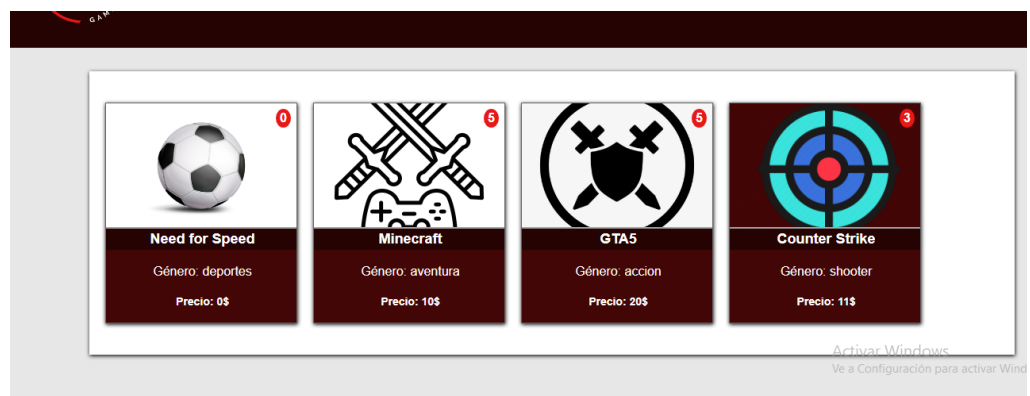 GAM
0
5
5
3
Need for Speed
Minecraft
GTA5
Counter Strike
Género: deportes
Género: aventura
Género: accion
Género: shooter
Precio: 0$
Precio: 10$
Precio: 20$
Precio: 11$
Activar Windows
Ve a Configuración para activar Wind